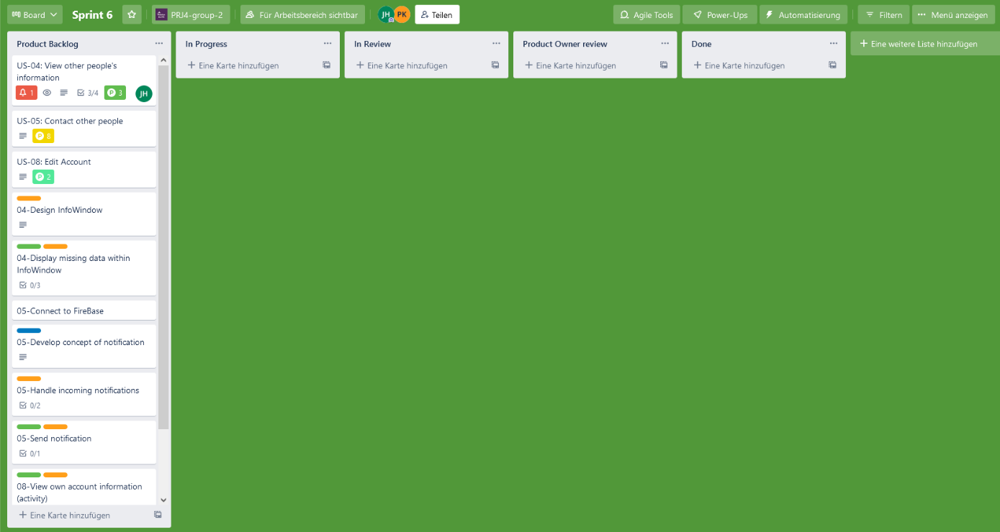 Board
Sprint 6
PRJ4-group-2
Für Arbeitsbereich sichtbar
JH
PK
Teilen
Agile Tools
Power-Ups
Automatisierung
Filtern
Menü anzeigen
Product Backlog
US-04: View other people's
information
1
3/4
P 3
JH
US-05: Contact other people
P 8
US-08: Edit Account
P 2
04-Design InfoWindow
04-Display missing data within
InfoWindow
0/3
05-Connect to FireBase
05-Develop concept of notification
05-Handle incoming notifications
0/2
05-Send notification
0/1
08-View own account information
(activity)
Eine Karte hinzufügen
In Progress
Eine Karte hinzufügen
In Review
Eine Karte hinzufügen
Product Owner review
Eine Karte hinzufügen
Done
Eine Karte hinzufügen
Eine weitere Liste hinzufügen